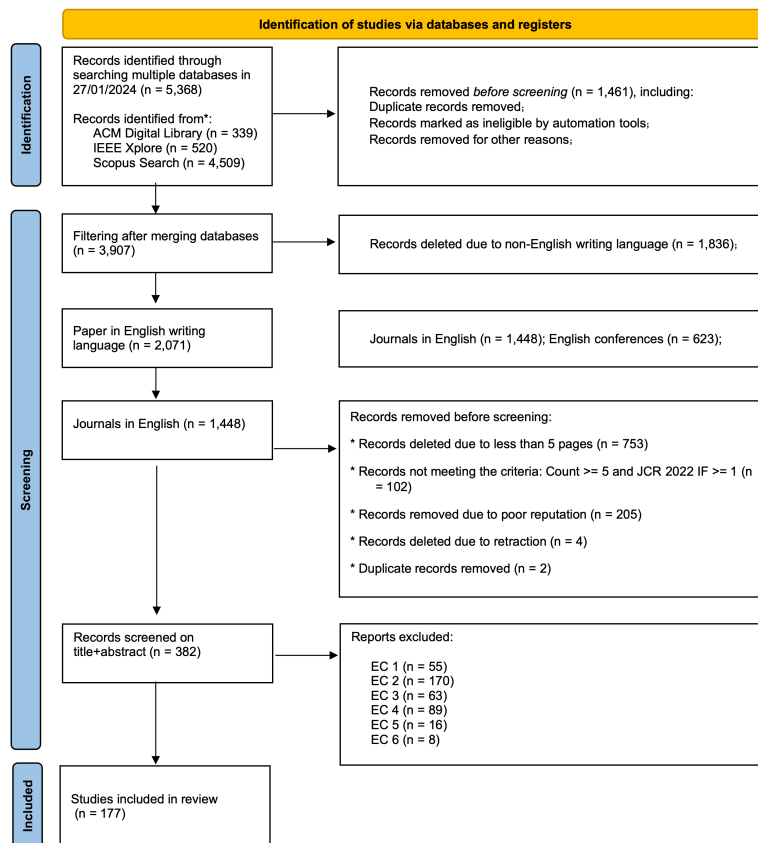 Identification of studies via databases and registers
Identification
Records identified through
searching multiple databases in
27/01/2024 (n = 5,368)
Records identified from*:
ACM Digital Library (n = 339)
IEEE Xplore (n = 520)
Scopus Search (n = 4,509)
Records removed before screening (n = 1,461), including:
Duplicate records removed;
Records marked as ineligible by automation tools;
Records removed for other reasons;
Screening
Filtering after merging databases
(n = 3,907)
Records deleted due to non-English writing language (n = 1,836);
Paper in English writing
language (n = 2,071)
Journals in English (n = 1,448); English conferences (n = 623);
Journals in English (n = 1,448)
Records removed before screening:
* Records deleted due to less than 5 pages (n = 753)
* Records not meeting the criteria: Count >= 5 and JCR 2022 IF >= 1 (n
= 102)
* Records removed due to poor reputation (n = 205)
* Records deleted due to retraction (n = 4)
* Duplicate records removed (n = 2)
Records screened on
title+abstract (n = 382)
Reports excluded:
EC 1 (n = 55)
EC 2 (n = 170)
EC 3 (n = 63)
EC 4 (n = 89)
EC 5 (n = 16)
EC 6 (n = 8)
Included
Studies included in review
(n = 177)